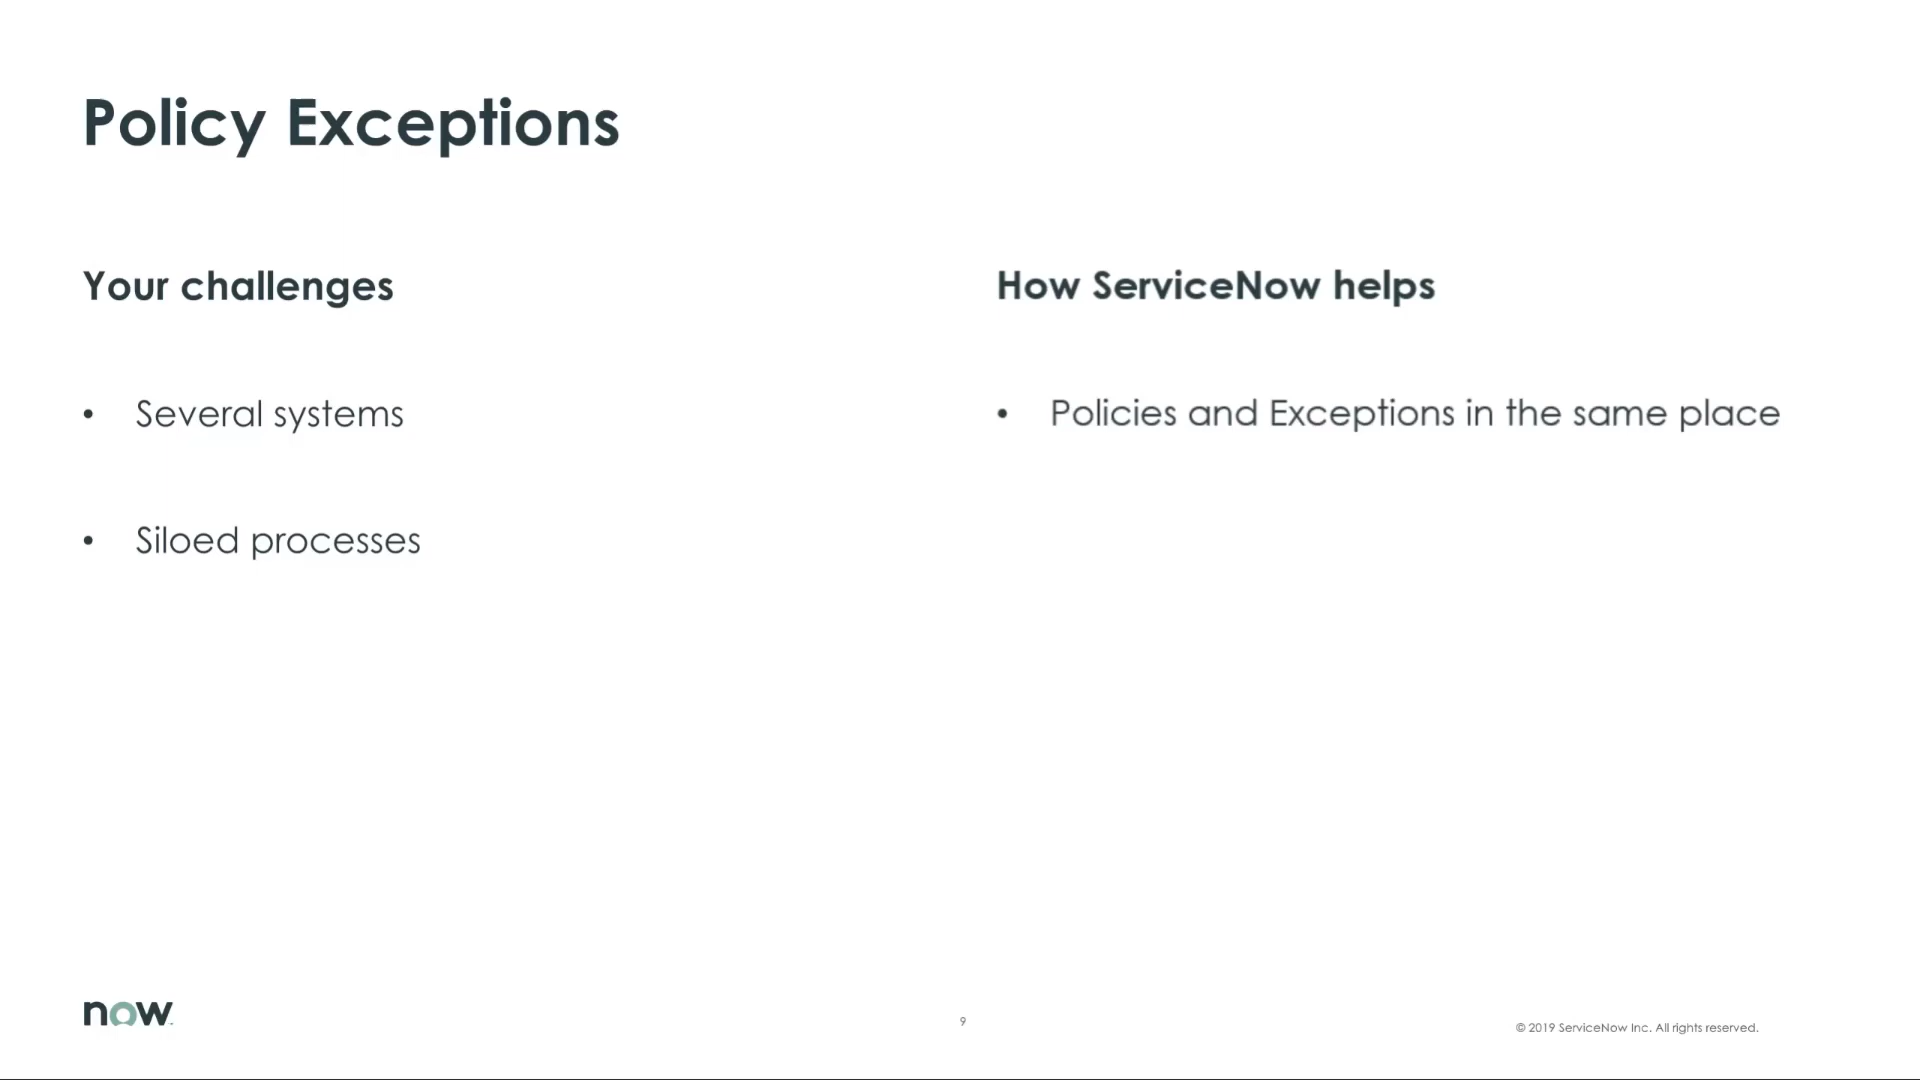 Policy Exceptions
Your challenges
• Several systems
• Siloed processes
How ServiceNow helps
• Policies and Exceptions in the same place
now
9
© 2019 ServiceNow Inc. All rights reserved.